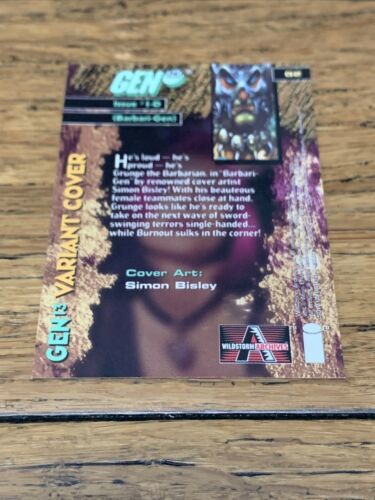 GEN 13
Issue #1-D
(Barbari-Gen)
GEN13 VARIANT COVER
He's loud — he's
proud — he's
Grunge the Barbarian, in "Barbari-
Gen" by renowned cover artist
Simon Bisley! With his beauteous
female teammates close at hand,
Grunge looks like he's ready to
take on the next wave of sword-
swinging terrors single-handed...
while Burnout sulks in the corner!
Cover Art:
Simon Bisley
WILDSTORM ARCHIVES